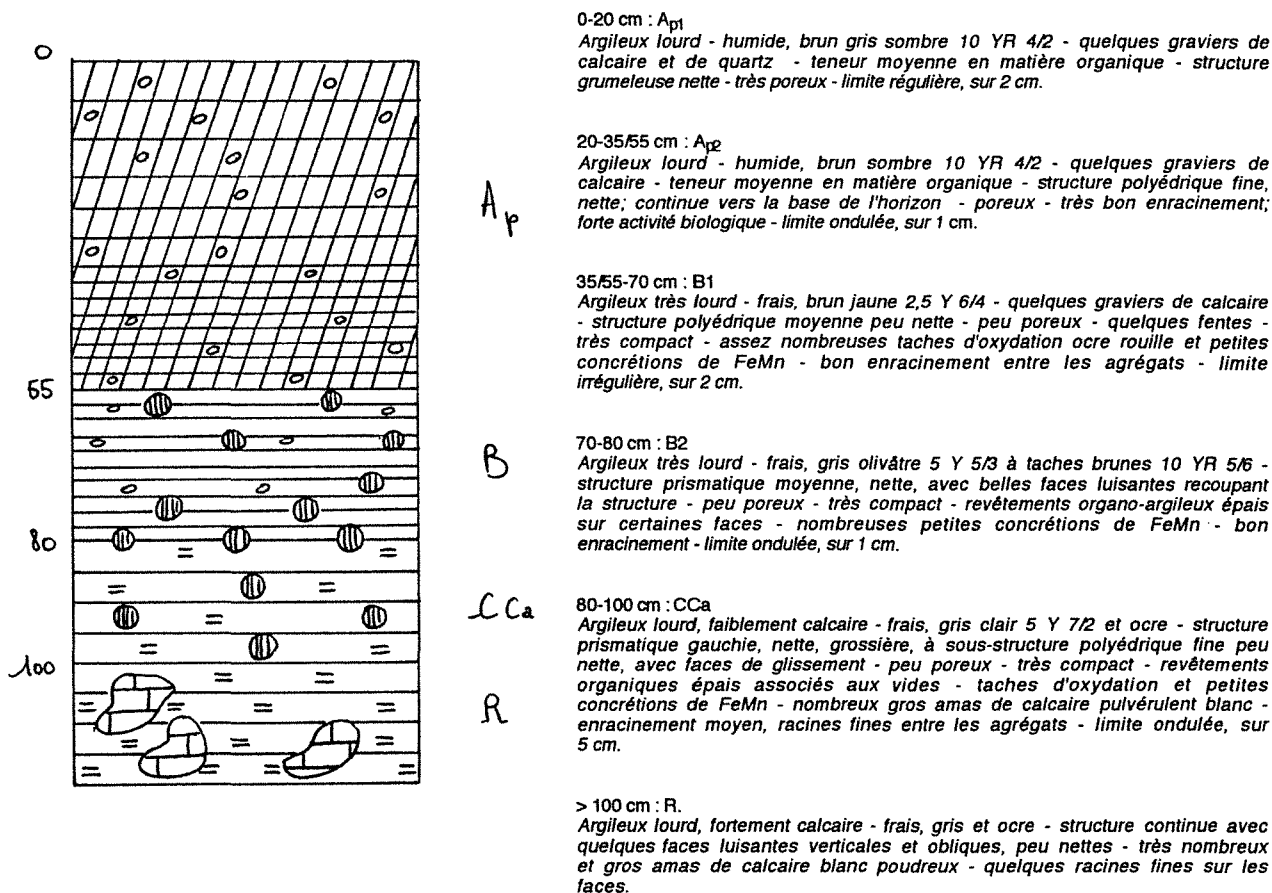 0
55
80
100
Ap
B
CCa
R
0-20 cm : Ap1
Argileux lourd - humide, brun gris sombre 10 YR 4/2 - quelques graviers de
calcaire et de quartz - teneur moyenne en matière organique - structure
grumeleuse nette - très poreux - limite régulière, sur 2 cm.
20-35/55 cm : Ap2
Argileux lourd - humide, brun sombre 10 YR 4/2 - quelques graviers de
calcaire - teneur moyenne en matière organique - structure polyédrique fine,
nette; continue vers la base de l'horizon - poreux - très bon enracinement;
forte activité biologique - limite ondulée, sur 1 cm.
35/55-70 cm : B1
Argileux très lourd - frais, brun jaune 2,5 Y 6/4 - quelques graviers de calcaire
- structure polyédrique moyenne peu nette - peu poreux - quelques fentes -
très compact - assez nombreuses taches d'oxydation ocre rouille et petites
concrétions de FeMn - bon enracinement entre les agrégats - limite
irrégulière, sur 2 cm.
70-80 cm : B2
Argileux très lourd - frais, gris olivâtre 5 Y 5/3 à taches brunes 10 YR 5/6 -
structure prismatique moyenne, nette, avec belles faces luisantes recoupant
la structure - peu poreux - très compact - revêtements organo-argileux épais
sur certaines faces - nombreuses petites concrétions de FeMn - bon
enracinement - limite ondulée, sur 1 cm.
80-100 cm : CCa
Argileux lourd, faiblement calcaire - frais, gris clair 5 Y 7/2 et ocre - structure
prismatique gauchie, nette, grossière, à sous-structure polyédrique fine peu
nette, avec faces de glissement - peu poreux - très compact - revêtements
organiques épais associés aux vides - taches d'oxydation et petites
concrétions de FeMn - nombreux gros amas de calcaire pulvérulent blanc -
enracinement moyen, racines fines entre les agrégats - limite ondulée, sur
5 cm.
> 100 cm : R.
Argileux lourd, fortement calcaire - frais, gris et ocre - structure continue avec
quelques faces luisantes verticales et obliques, peu nettes - très nombreux
et gros amas de calcaire blanc poudreux - quelques racines fines sur les
faces.